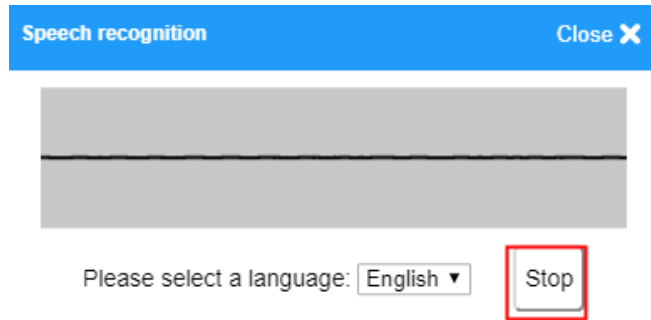 Speech recognition Close ✖
Please select a language: English ▼ Stop